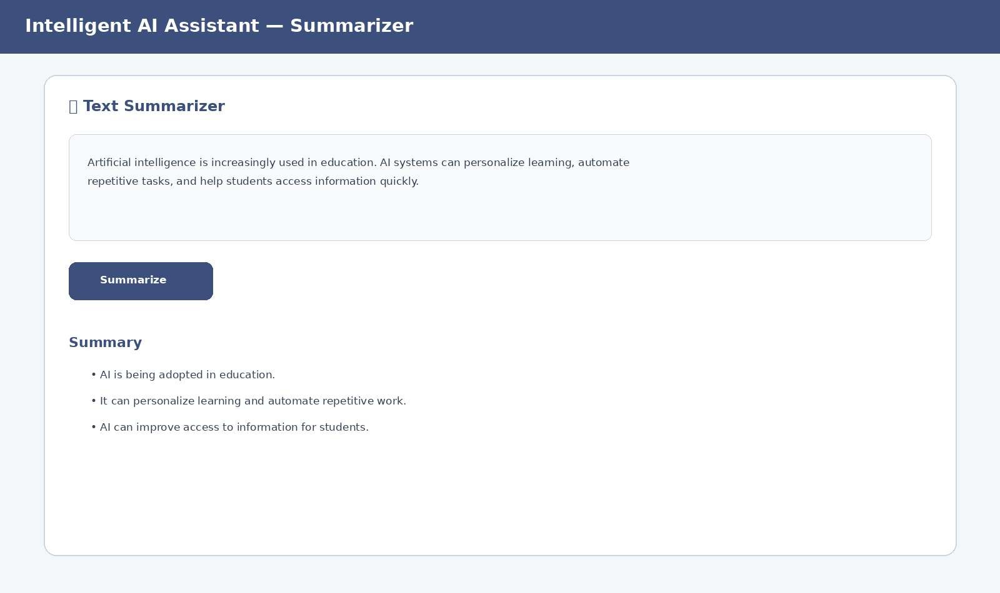 Intelligent AI Assistant — Summarizer
Text Summarizer
Artificial intelligence is increasingly used in education. AI systems can personalize learning, automate
repetitive tasks, and help students access information quickly.
Summarize
Summary
• AI is being adopted in education.
• It can personalize learning and automate repetitive work.
• AI can improve access to information for students.